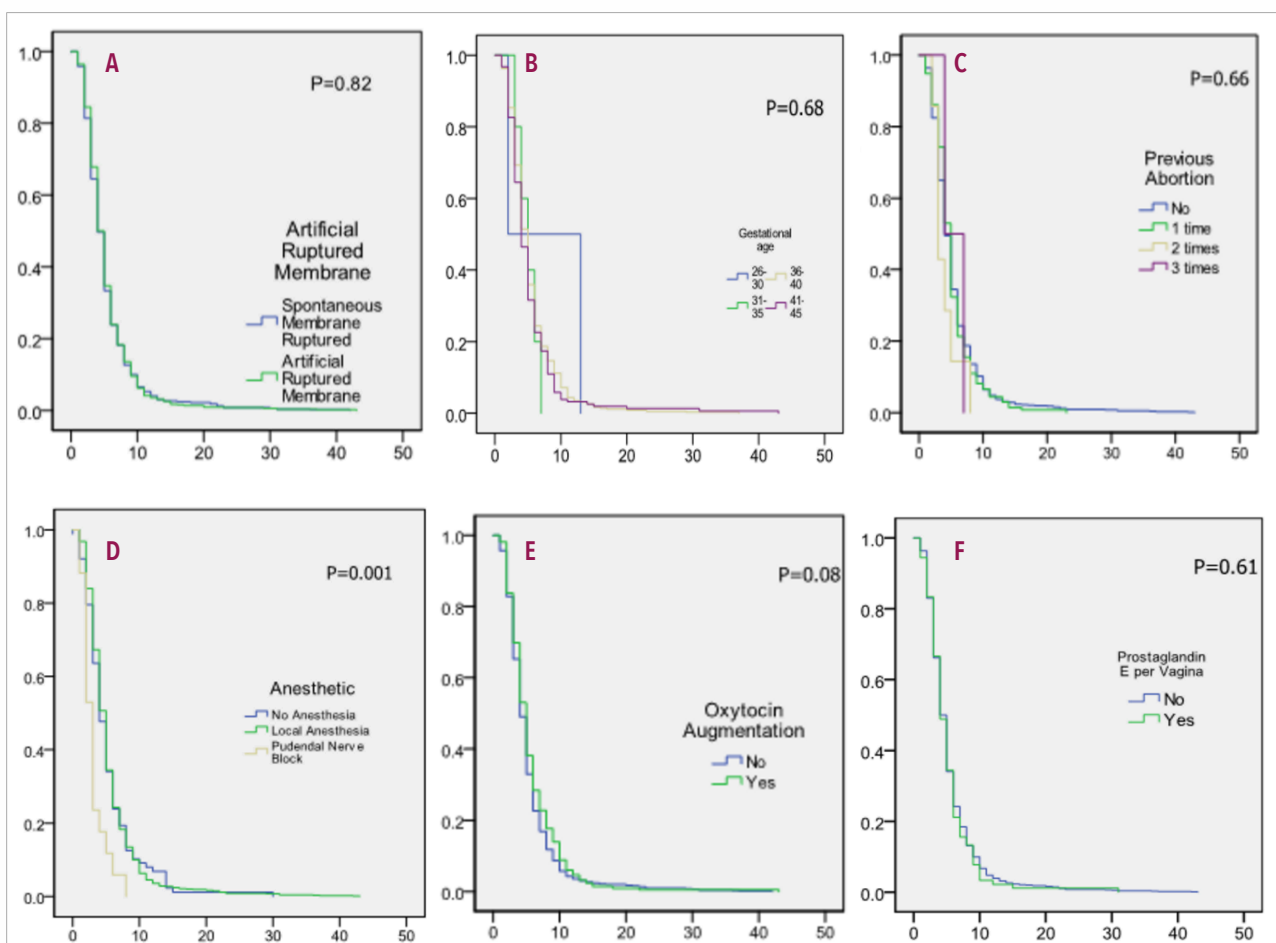 A
P=0.82
1.0
0.8
0.6
0.4
0.2
0.0
Artificial
Ruptured
Membrane
Spontaneous
Membrane
Ruptured
Artificial
Ruptured
Membrane
0 10 20 30 40 50
B
P=0.68
1.0
0.8
0.6
0.4
0.2
0.0
Gestational
age
26-
30
36-
40
31-
35
41-
45
0 10 20 30 40 50
C
P=0.66
1.0
0.8
0.6
0.4
0.2
0.0
Previous
Abortion
No
1 time
2 times
3 times
0 10 20 30 40 50
D
P=0.001
1.0
0.8
0.6
0.4
0.2
0.0
Anesthetic
No Anesthesia
Local Anesthesia
Pudendal Nerve
Block
0 10 20 30 40 50
E
P=0.08
1.0
0.8
0.6
0.4
0.2
0.0
Oxytocin
Augmentation
No
Yes
0 10 20 30 40 50
F
P=0.61
1.0
0.8
0.6
0.4
0.2
0.0
Prostaglandin
E per Vagina
No
Yes
0 10 20 30 40 50